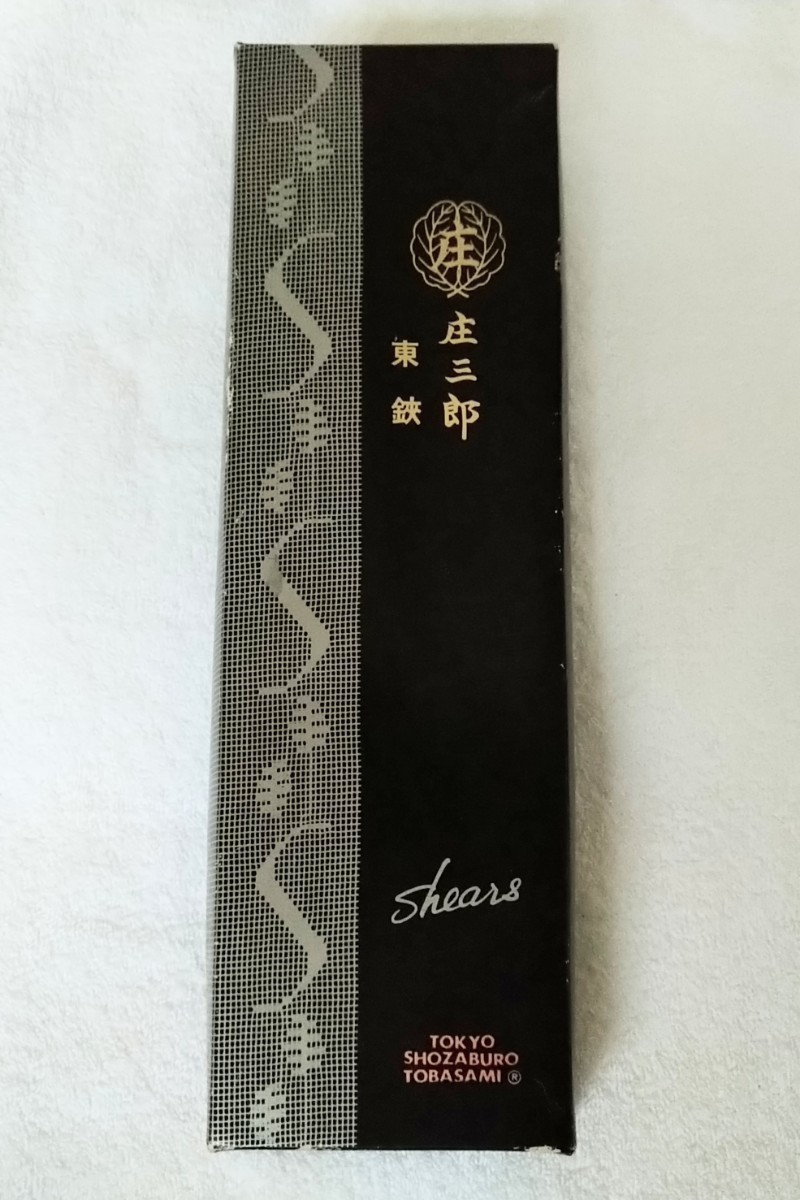 庄
庄三郎
東鋏
Shears
TOKYO
SHOZABURO
TOBASAMI ®